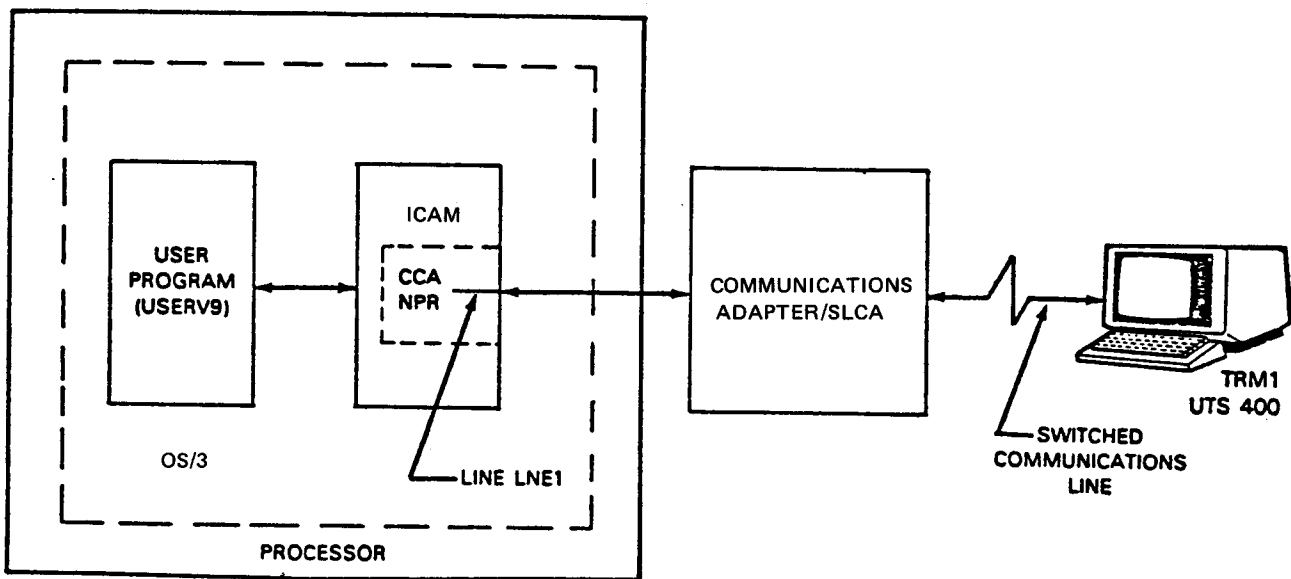 USER
PROGRAM
(USERV9)
ICAM
CCA
NPR
COMMUNICATIONS
ADAPTER/SLCA
TRM1
UTS 400
OS/3
LINE LNE1
SWITCHED
COMMUNICATIONS
LINE
PROCESSOR